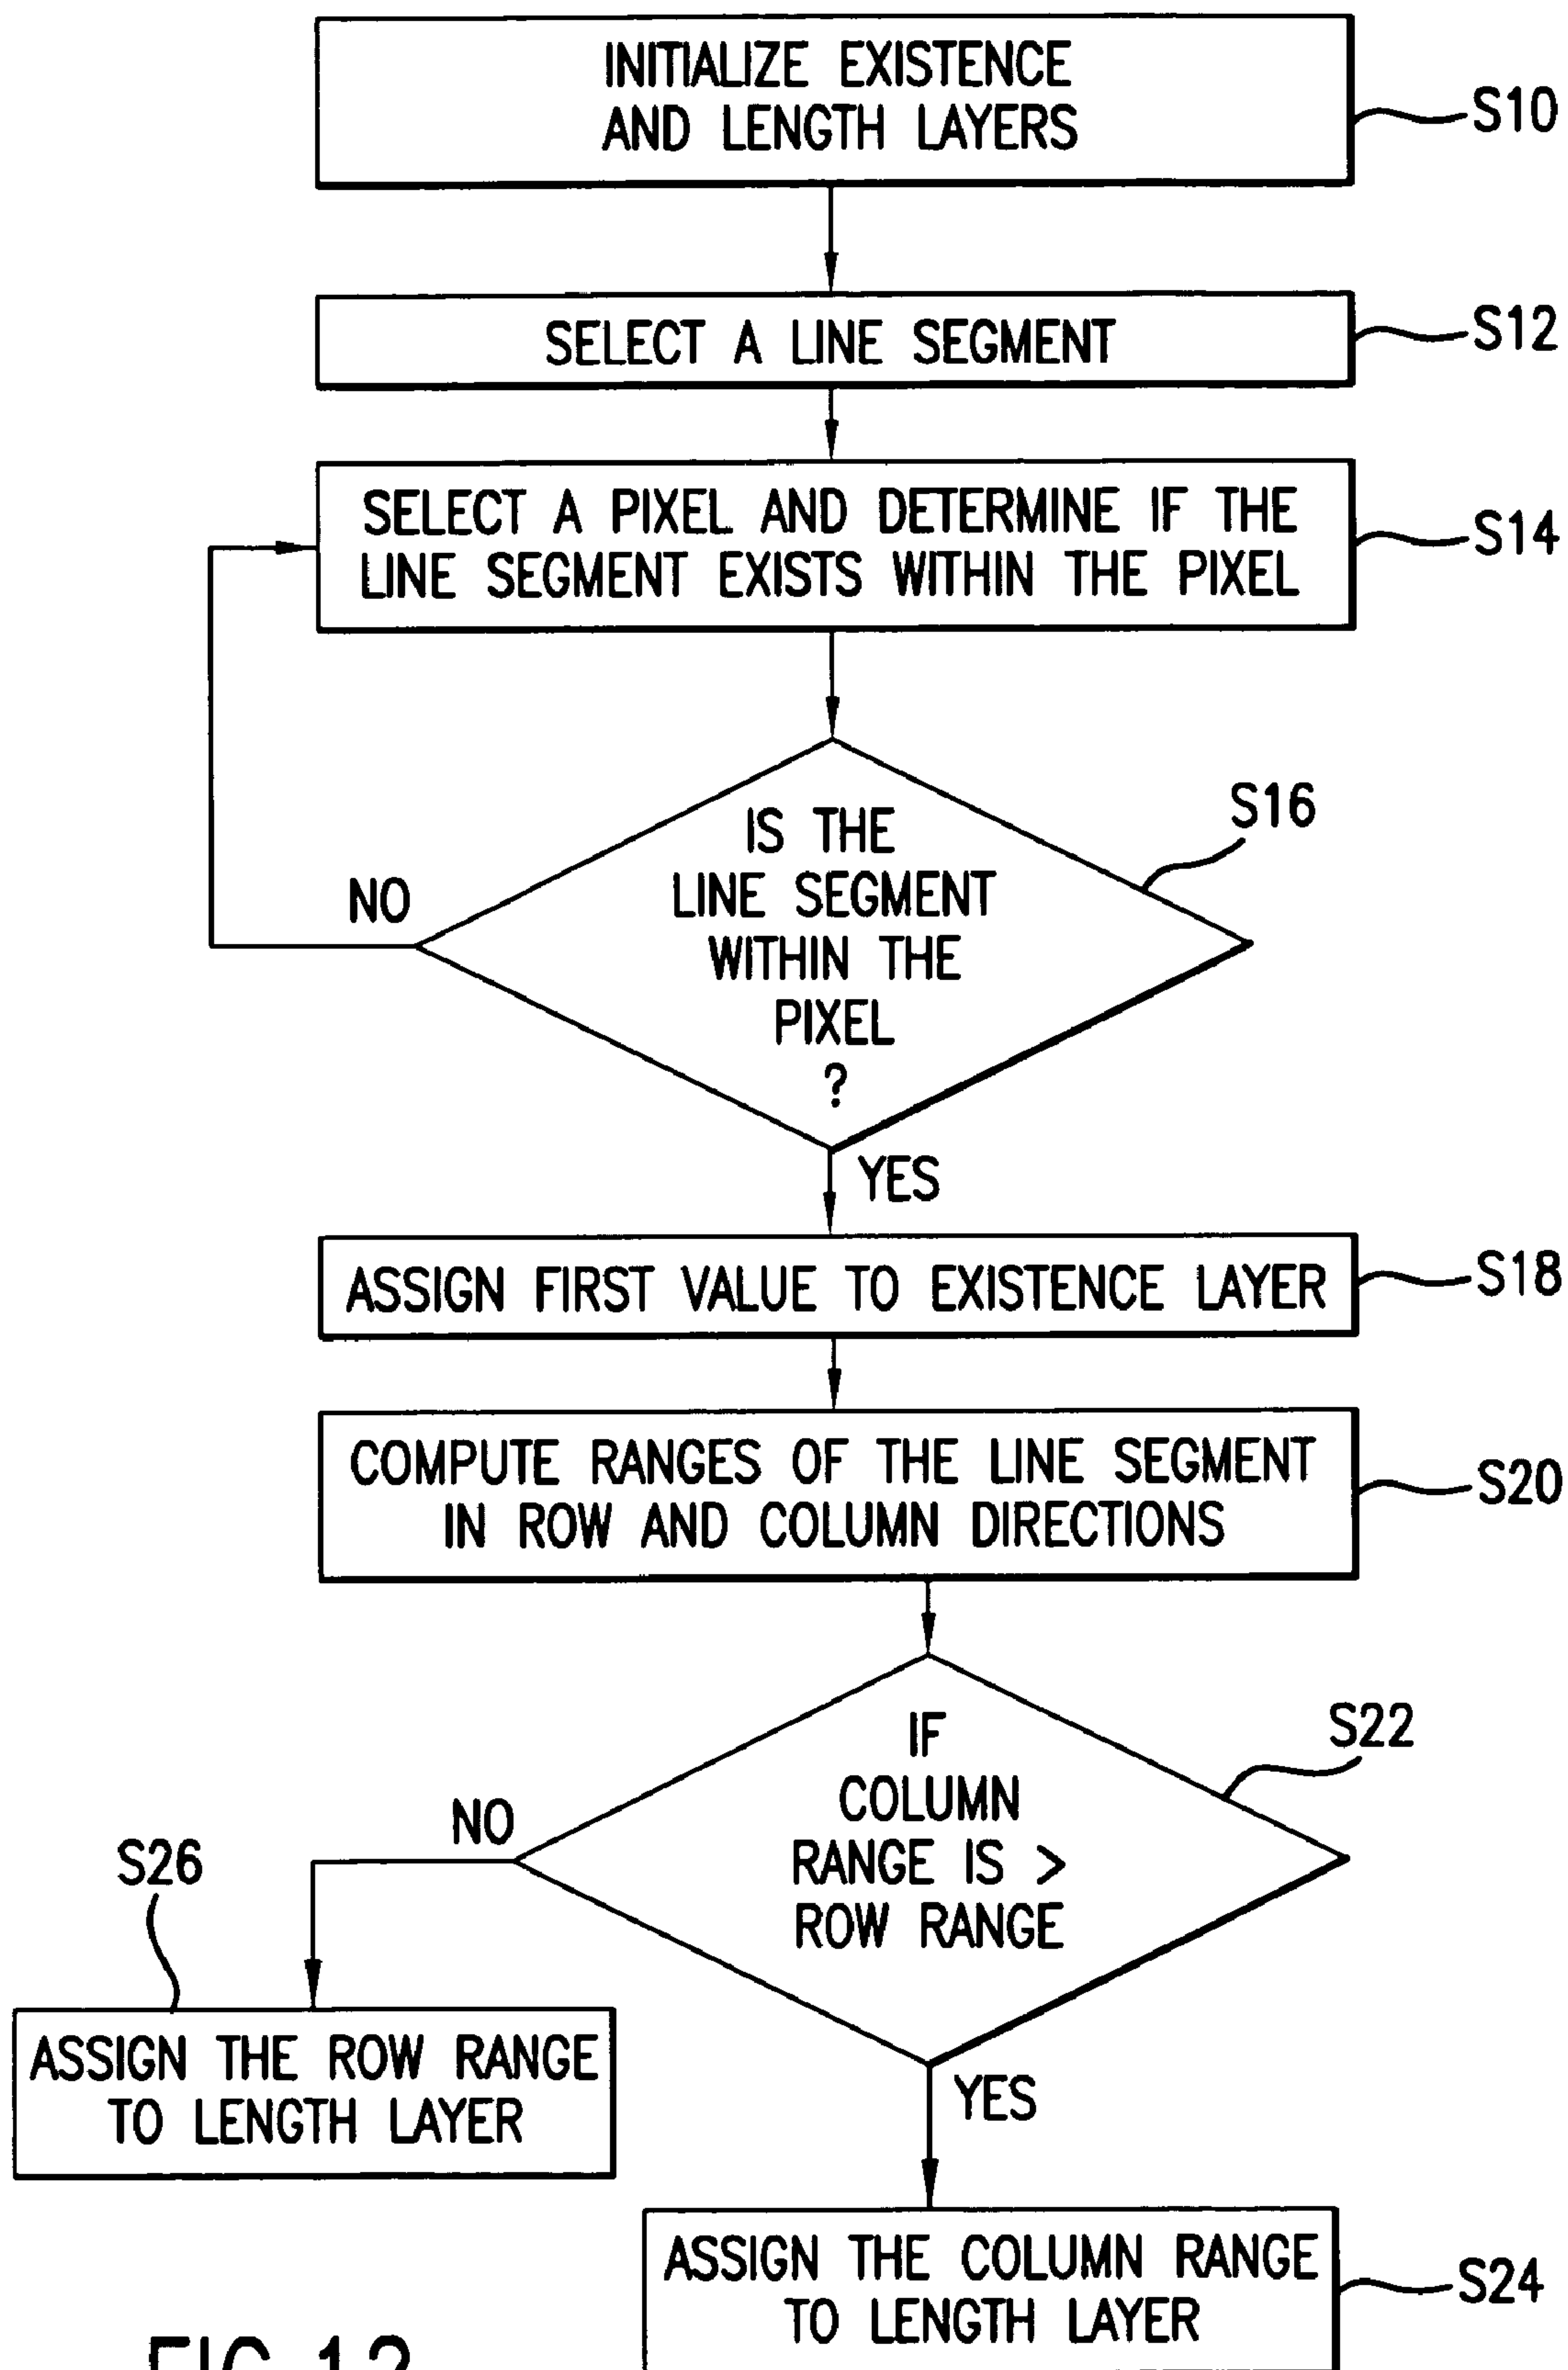 INITIALIZE EXISTENCE
AND LENGTH LAYERS
S10
SELECT A LINE SEGMENT
S12
SELECT A PIXEL AND DETERMINE IF THE
LINE SEGMENT EXISTS WITHIN THE PIXEL
S14
IS THE
LINE SEGMENT
WITHIN THE
PIXEL
?
S16
NO
YES
ASSIGN FIRST VALUE TO EXISTENCE LAYER
S18
COMPUTE RANGES OF THE LINE SEGMENT
IN ROW AND COLUMN DIRECTIONS
S20
IF
COLUMN
RANGE IS >
ROW RANGE
S22
NO
S26
ASSIGN THE ROW RANGE
TO LENGTH LAYER
YES
ASSIGN THE COLUMN RANGE
TO LENGTH LAYER
S24